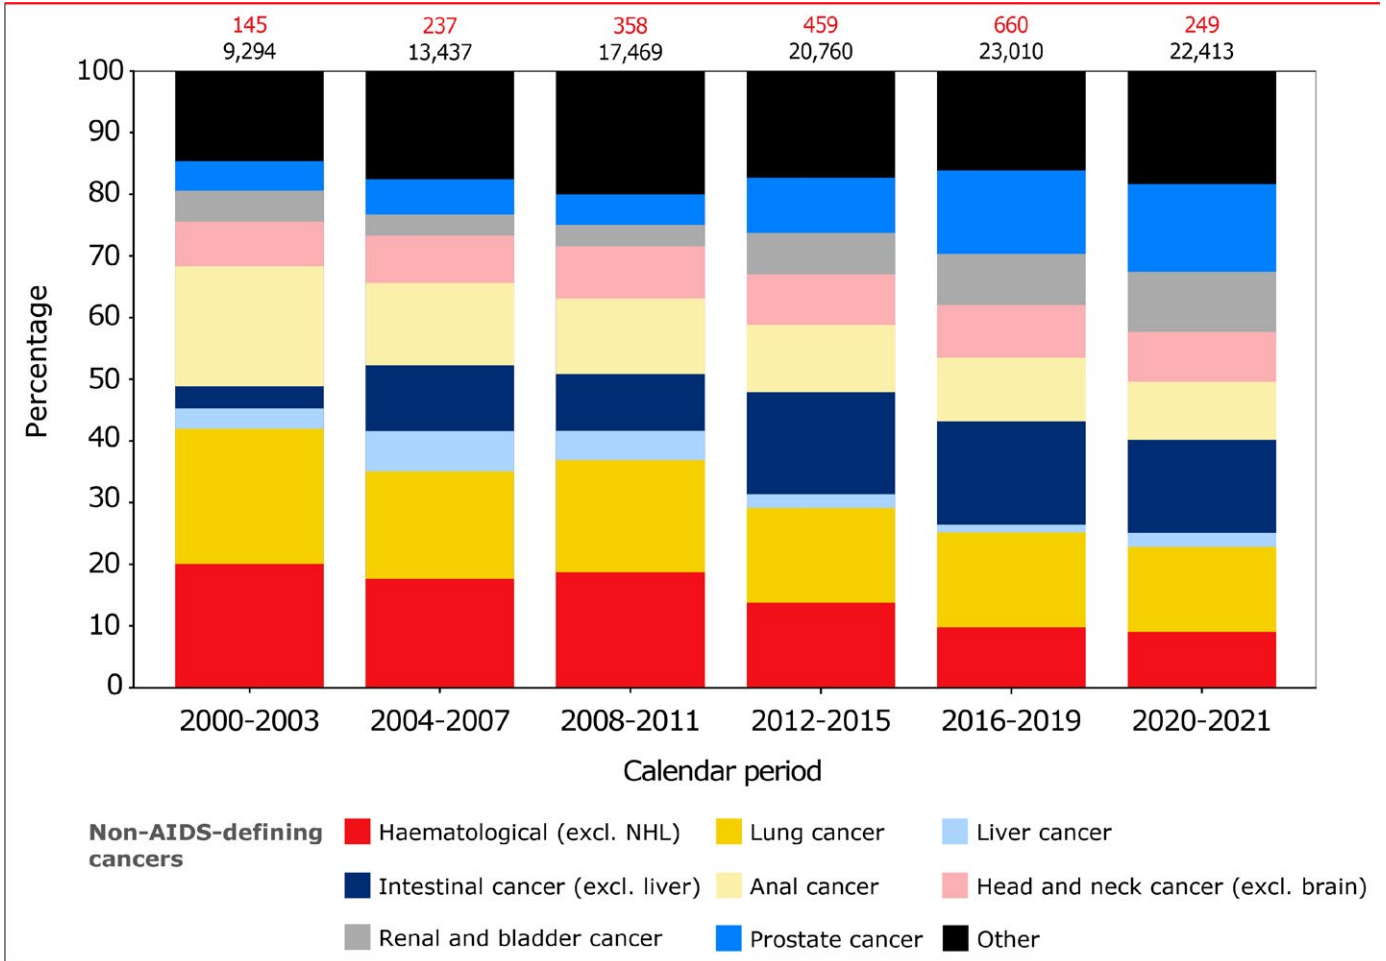 145 237 358 459 660 249
9,294 13,437 17,469 20,760 23,010 22,413
100
90
80
70
60
50
40
30
20
10
0
Percentage
2000-2003 2004-2007 2008-2011 2012-2015 2016-2019 2020-2021
Calendar period
Non-AIDS-defining
cancers
Haematological (excl. NHL) Lung cancer Liver cancer
Intestinal cancer (excl. liver) Anal cancer Head and neck cancer (excl. brain)
Renal and bladder cancer Prostate cancer Other